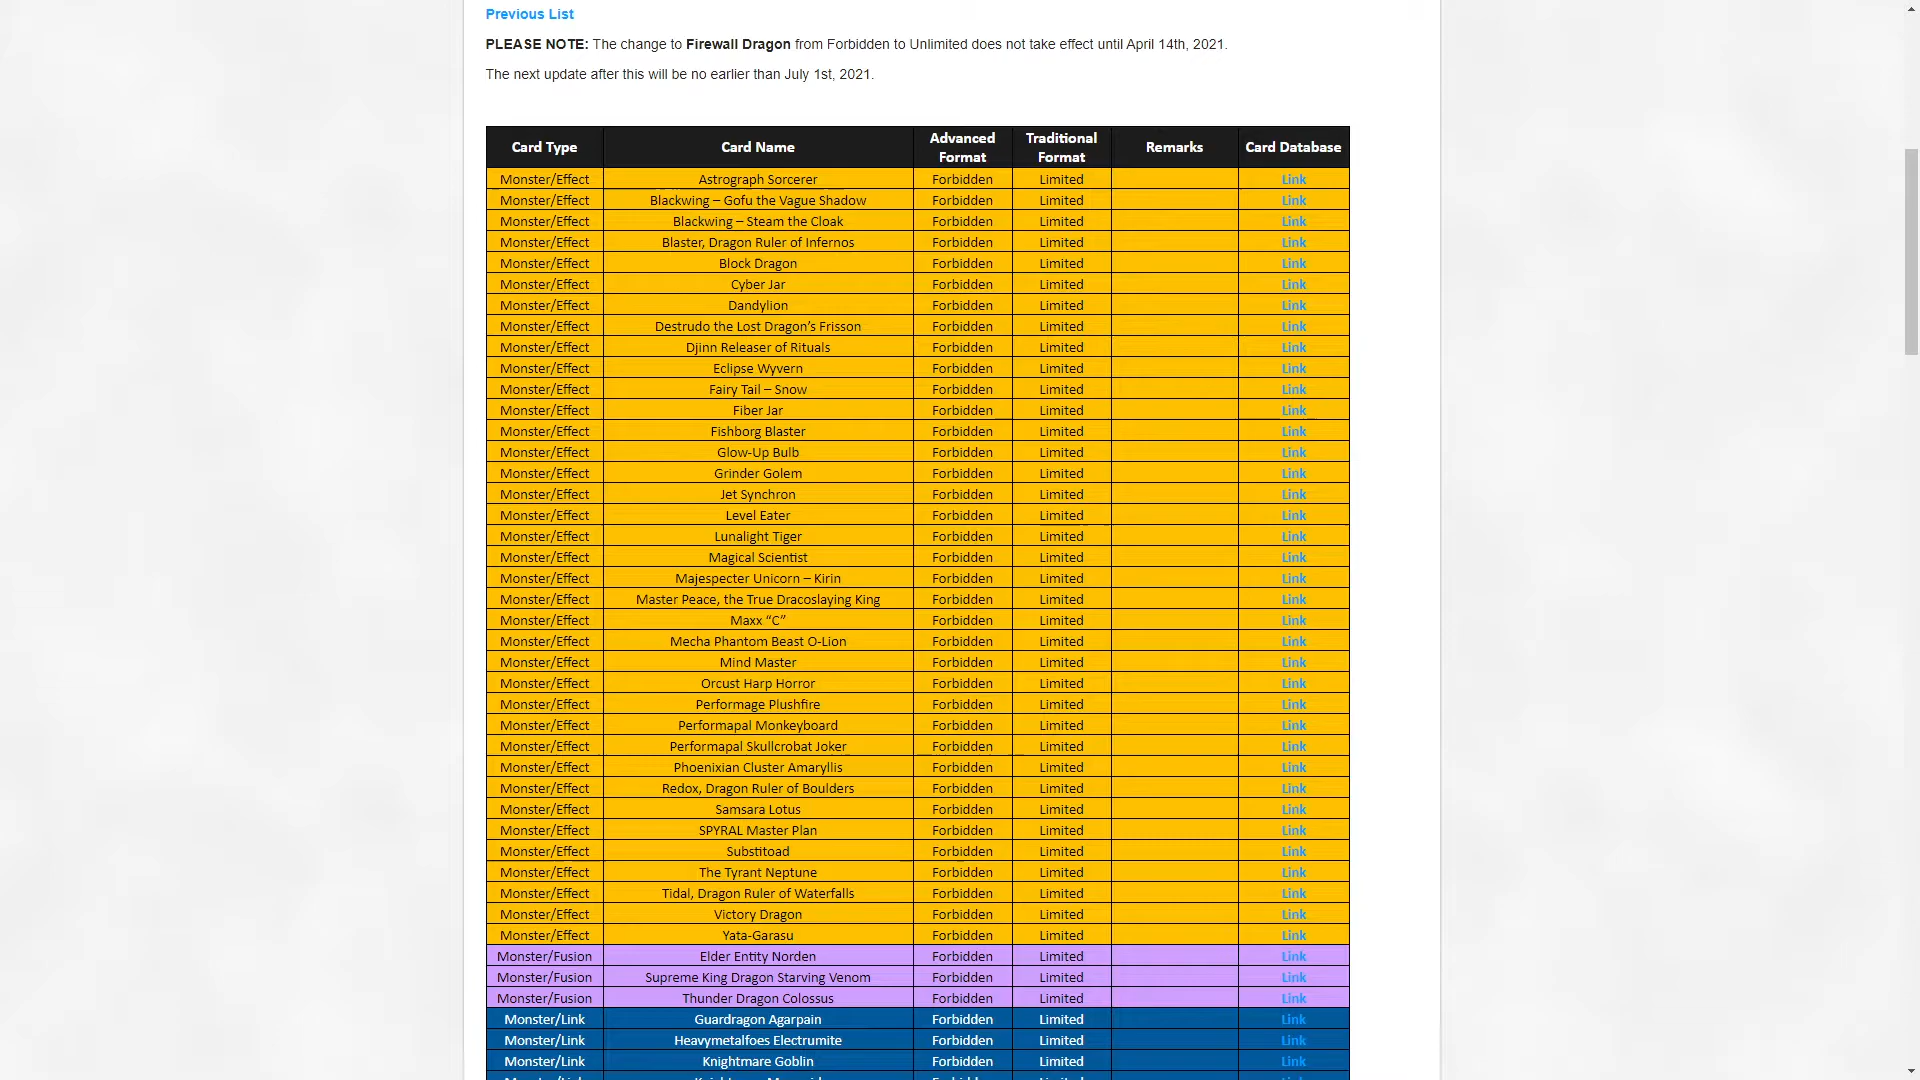 Previous List
PLEASE NOTE: The change to Firewall Dragon from Forbidden to Unlimited does not take effect until April 14th, 2021.
The next update after this will be no earlier than July 1st, 2021.
Card Type Card Name Advanced Format Traditional Format Remarks Card Database
Monster/Effect Astrograph Sorcerer Forbidden Limited Link
Monster/Effect Blackwing – Gofu the Vague Shadow Forbidden Limited Link
Monster/Effect Blackwing – Steam the Cloak Forbidden Limited Link
Monster/Effect Blaster, Dragon Ruler of Infernos Forbidden Limited Link
Monster/Effect Block Dragon Forbidden Limited Link
Monster/Effect Cyber Jar Forbidden Limited Link
Monster/Effect Dandylion Forbidden Limited Link
Monster/Effect Destrudo the Lost Dragon’s Frisson Forbidden Limited Link
Monster/Effect Djinn Releaser of Rituals Forbidden Limited Link
Monster/Effect Eclipse Wyvern Forbidden Limited Link
Monster/Effect Fairy Tail – Snow Forbidden Limited Link
Monster/Effect Fiber Jar Forbidden Limited Link
Monster/Effect Fishborg Blaster Forbidden Limited Link
Monster/Effect Glow-Up Bulb Forbidden Limited Link
Monster/Effect Grinder Golem Forbidden Limited Link
Monster/Effect Jet Synchron Forbidden Limited Link
Monster/Effect Level Eater Forbidden Limited Link
Monster/Effect Lunalight Tiger Forbidden Limited Link
Monster/Effect Magical Scientist Forbidden Limited Link
Monster/Effect Majespecter Unicorn – Kirin Forbidden Limited Link
Monster/Effect Master Peace, the True Dracoslaying King Forbidden Limited Link
Monster/Effect Maxx “C” Forbidden Limited Link
Monster/Effect Mecha Phantom Beast O-Lion Forbidden Limited Link
Monster/Effect Mind Master Forbidden Limited Link
Monster/Effect Orcust Harp Horror Forbidden Limited Link
Monster/Effect Performage Plushfire Forbidden Limited Link
Monster/Effect Performapal Monkeyboard Forbidden Limited Link
Monster/Effect Performapal Skullcrobat Joker Forbidden Limited Link
Monster/Effect Phoenixian Cluster Amaryllis Forbidden Limited Link
Monster/Effect Redox, Dragon Ruler of Boulders Forbidden Limited Link
Monster/Effect Samsara Lotus Forbidden Limited Link
Monster/Effect SPYRAL Master Plan Forbidden Limited Link
Monster/Effect Substitoad Forbidden Limited Link
Monster/Effect The Tyrant Neptune Forbidden Limited Link
Monster/Effect Tidal, Dragon Ruler of Waterfalls Forbidden Limited Link
Monster/Effect Victory Dragon Forbidden Limited Link
Monster/Effect Yata-Garasu Forbidden Limited Link
Monster/Fusion Elder Entity Norden Forbidden Limited Link
Monster/Fusion Supreme King Dragon Starving Venom Forbidden Limited Link
Monster/Fusion Thunder Dragon Colossus Forbidden Limited Link
Monster/Link Guardragon Agarpain Forbidden Limited Link
Monster/Link Heavymetalfoes Electrumite Forbidden Limited Link
Monster/Link Knightmare Goblin Forbidden Limited Link